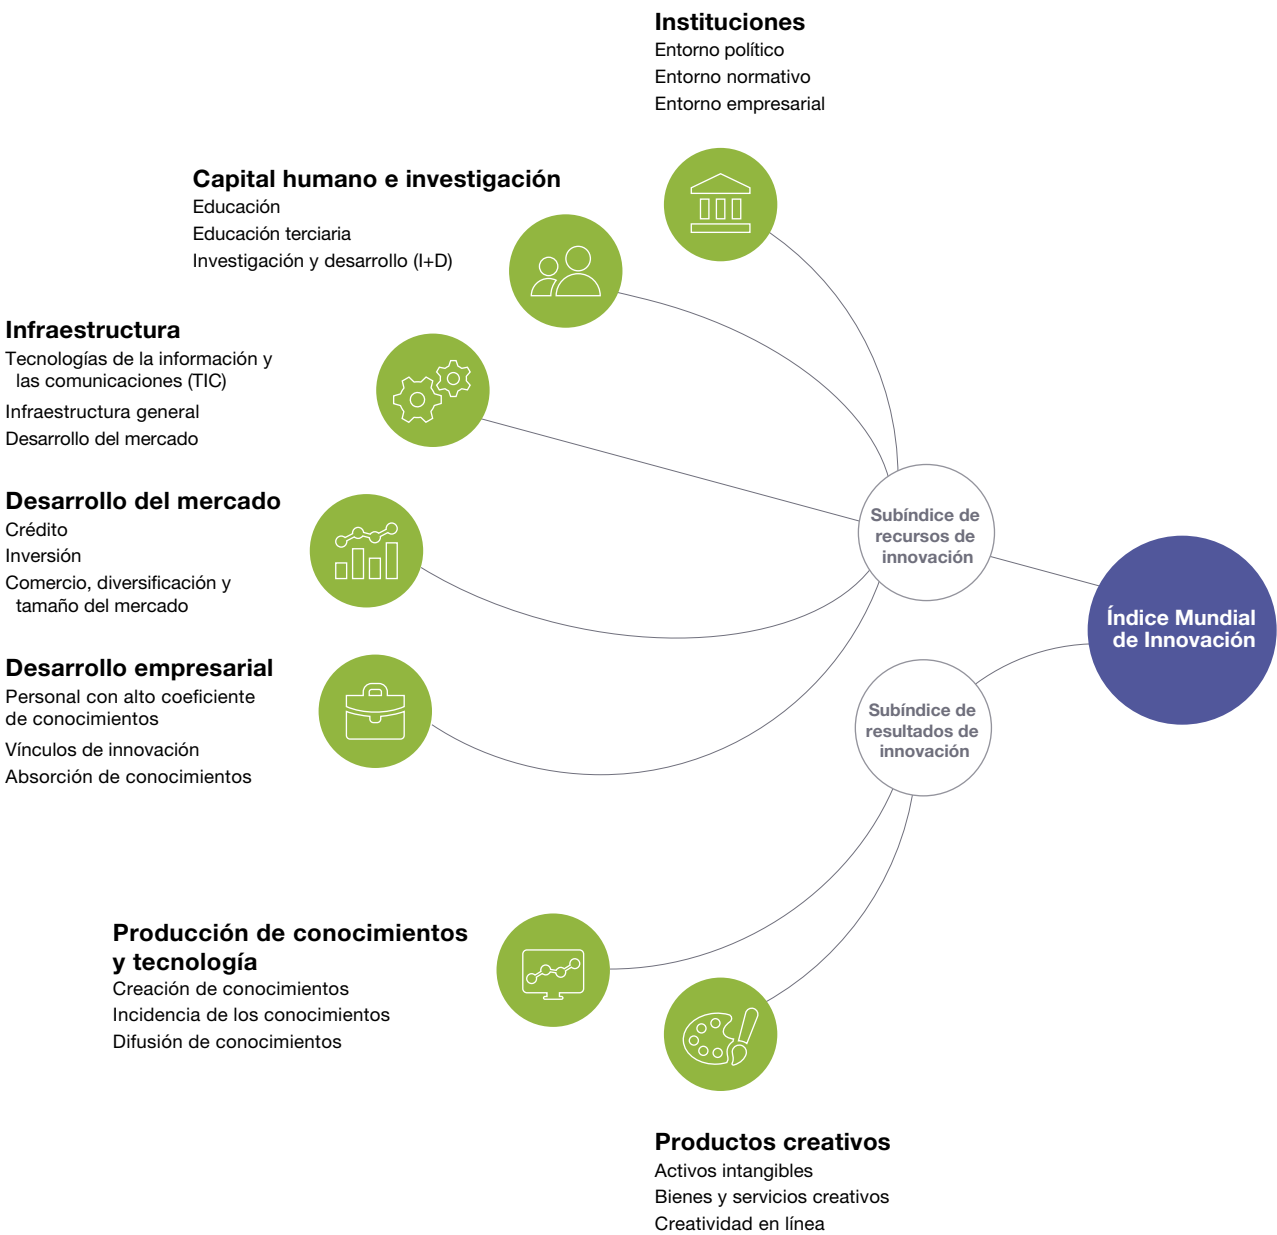 Instituciones
Entorno político
Entorno normativo
Entorno empresarial
Capital humano e investigación
Educación
Educación terciaria
Investigación y desarrollo (I+D)
Infraestructura
Tecnologías de la información y
las comunicaciones (TIC)
Infraestructura general
Desarrollo del mercado
Desarrollo del mercado
Crédito
Inversión
Comercio, diversificación y
tamaño del mercado
Desarrollo empresarial
Personal con alto coeficiente
de conocimientos
Vínculos de innovación
Absorción de conocimientos
Subíndice de
recursos de
innovación
Índice Mundial
de Innovación
Subíndice de
resultados de
innovación
Producción de conocimientos
y tecnología
Creación de conocimientos
Incidencia de los conocimientos
Difusión de conocimientos
Productos creativos
Activos intangibles
Bienes y servicios creativos
Creatividad en línea